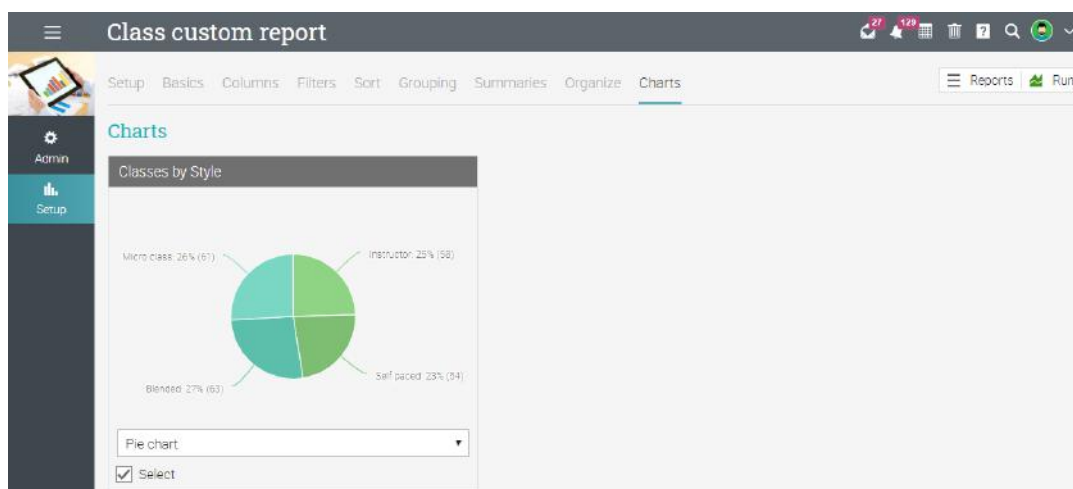 Class custom report
27
129
Setup Basics Columns Filters Sort Grouping Summaries Organize Charts
Reports Run
Admin
Setup
Charts
Classes by Style
Micro class: 26% (61)
Instructor: 25% (58)
Self paced: 23% (54)
Blended: 27% (63)
Pie chart
Select